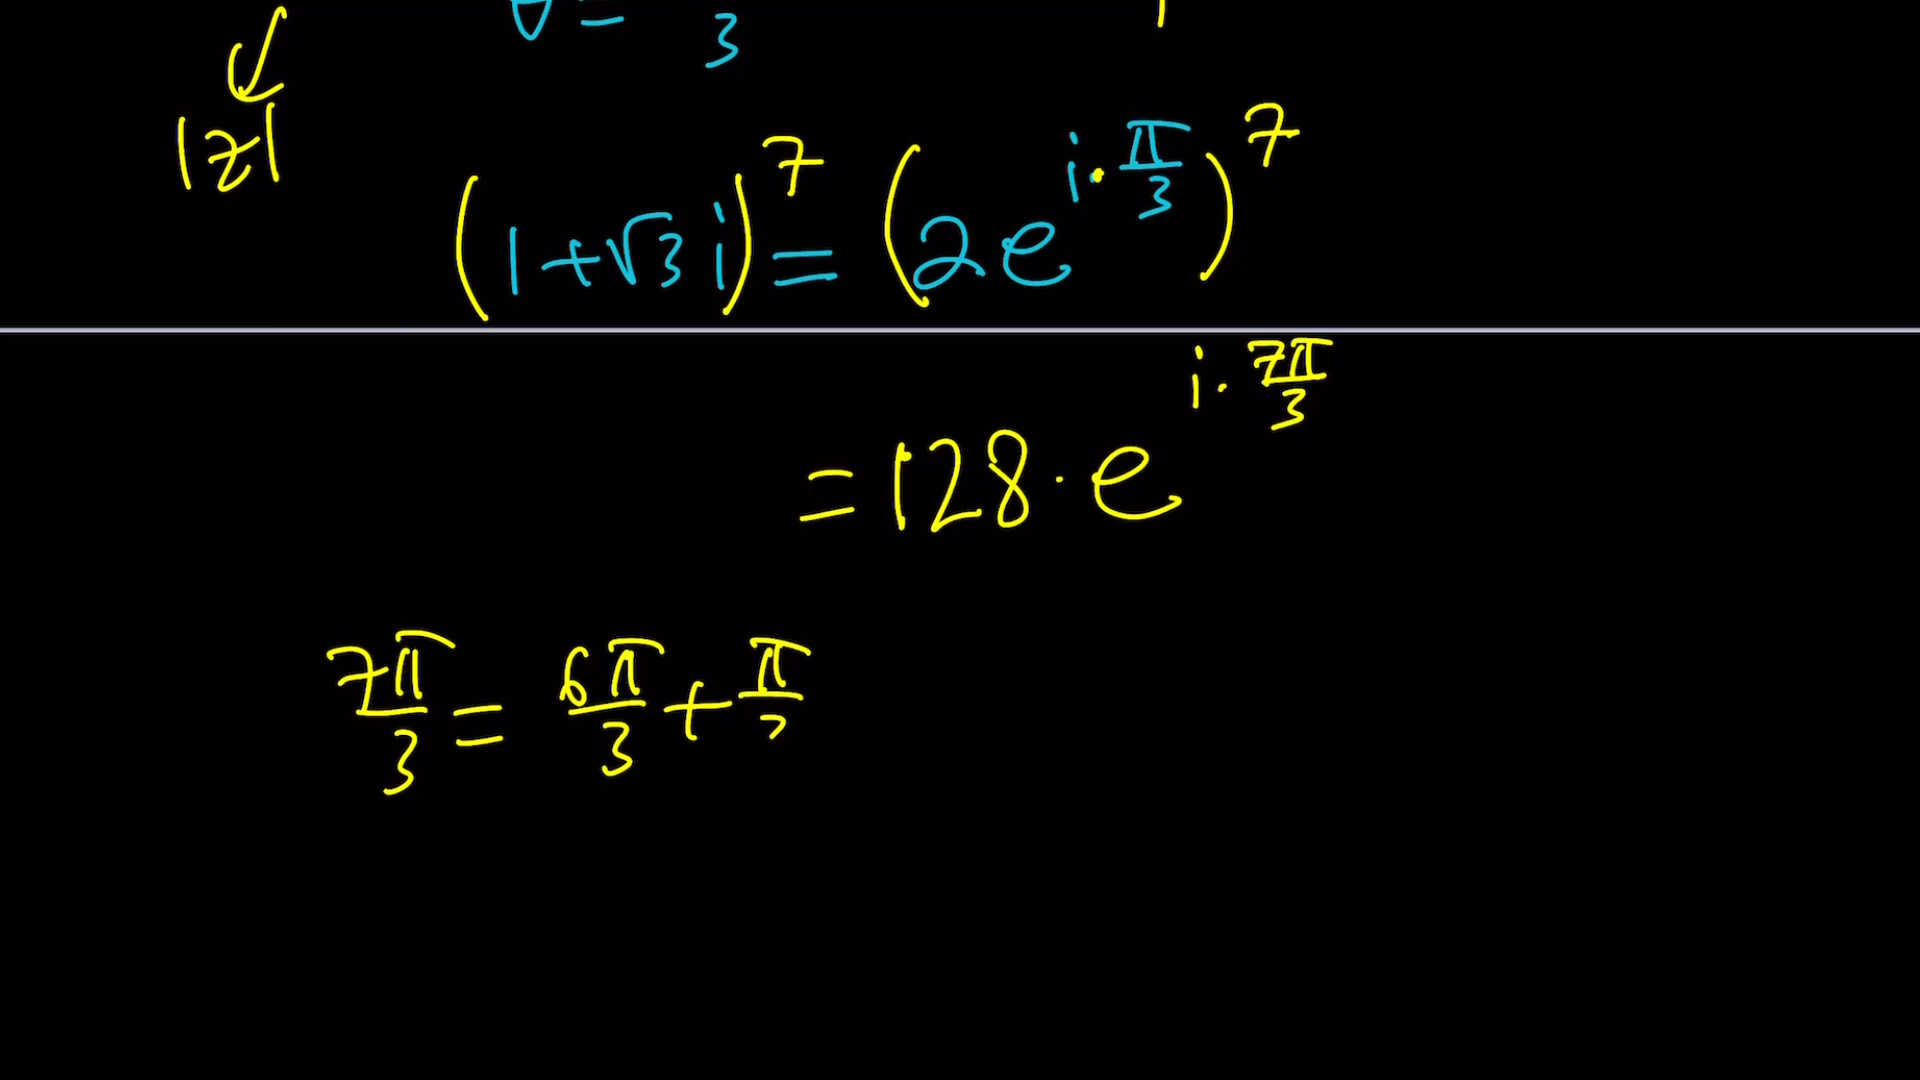 θ = 3
|z|
(1+√3 i)^7 = (2e^{i·π/3})^7
= 128 · e^{i·7π/3}
7π/3 = 6π/3 + π/